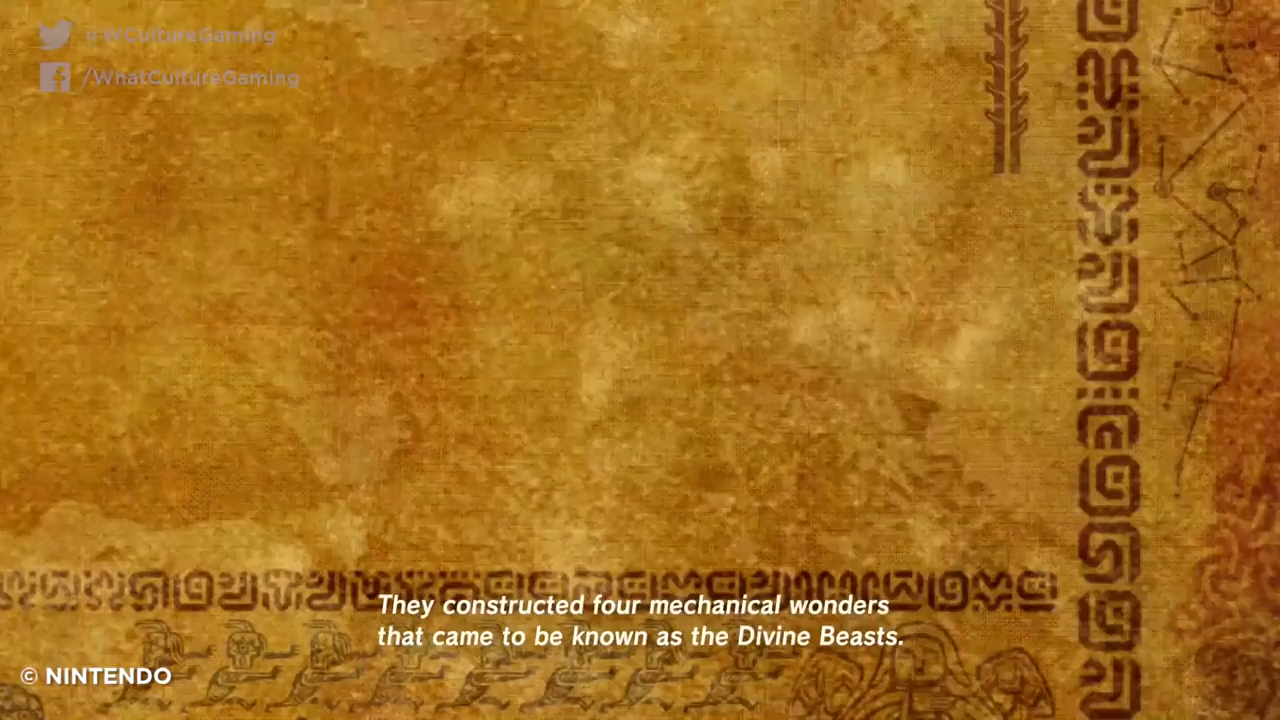 @WCultureGaming
/WhatCultureGaming
They constructed four mechanical wonders
that came to be known as the Divine Beasts.
© NINTENDO